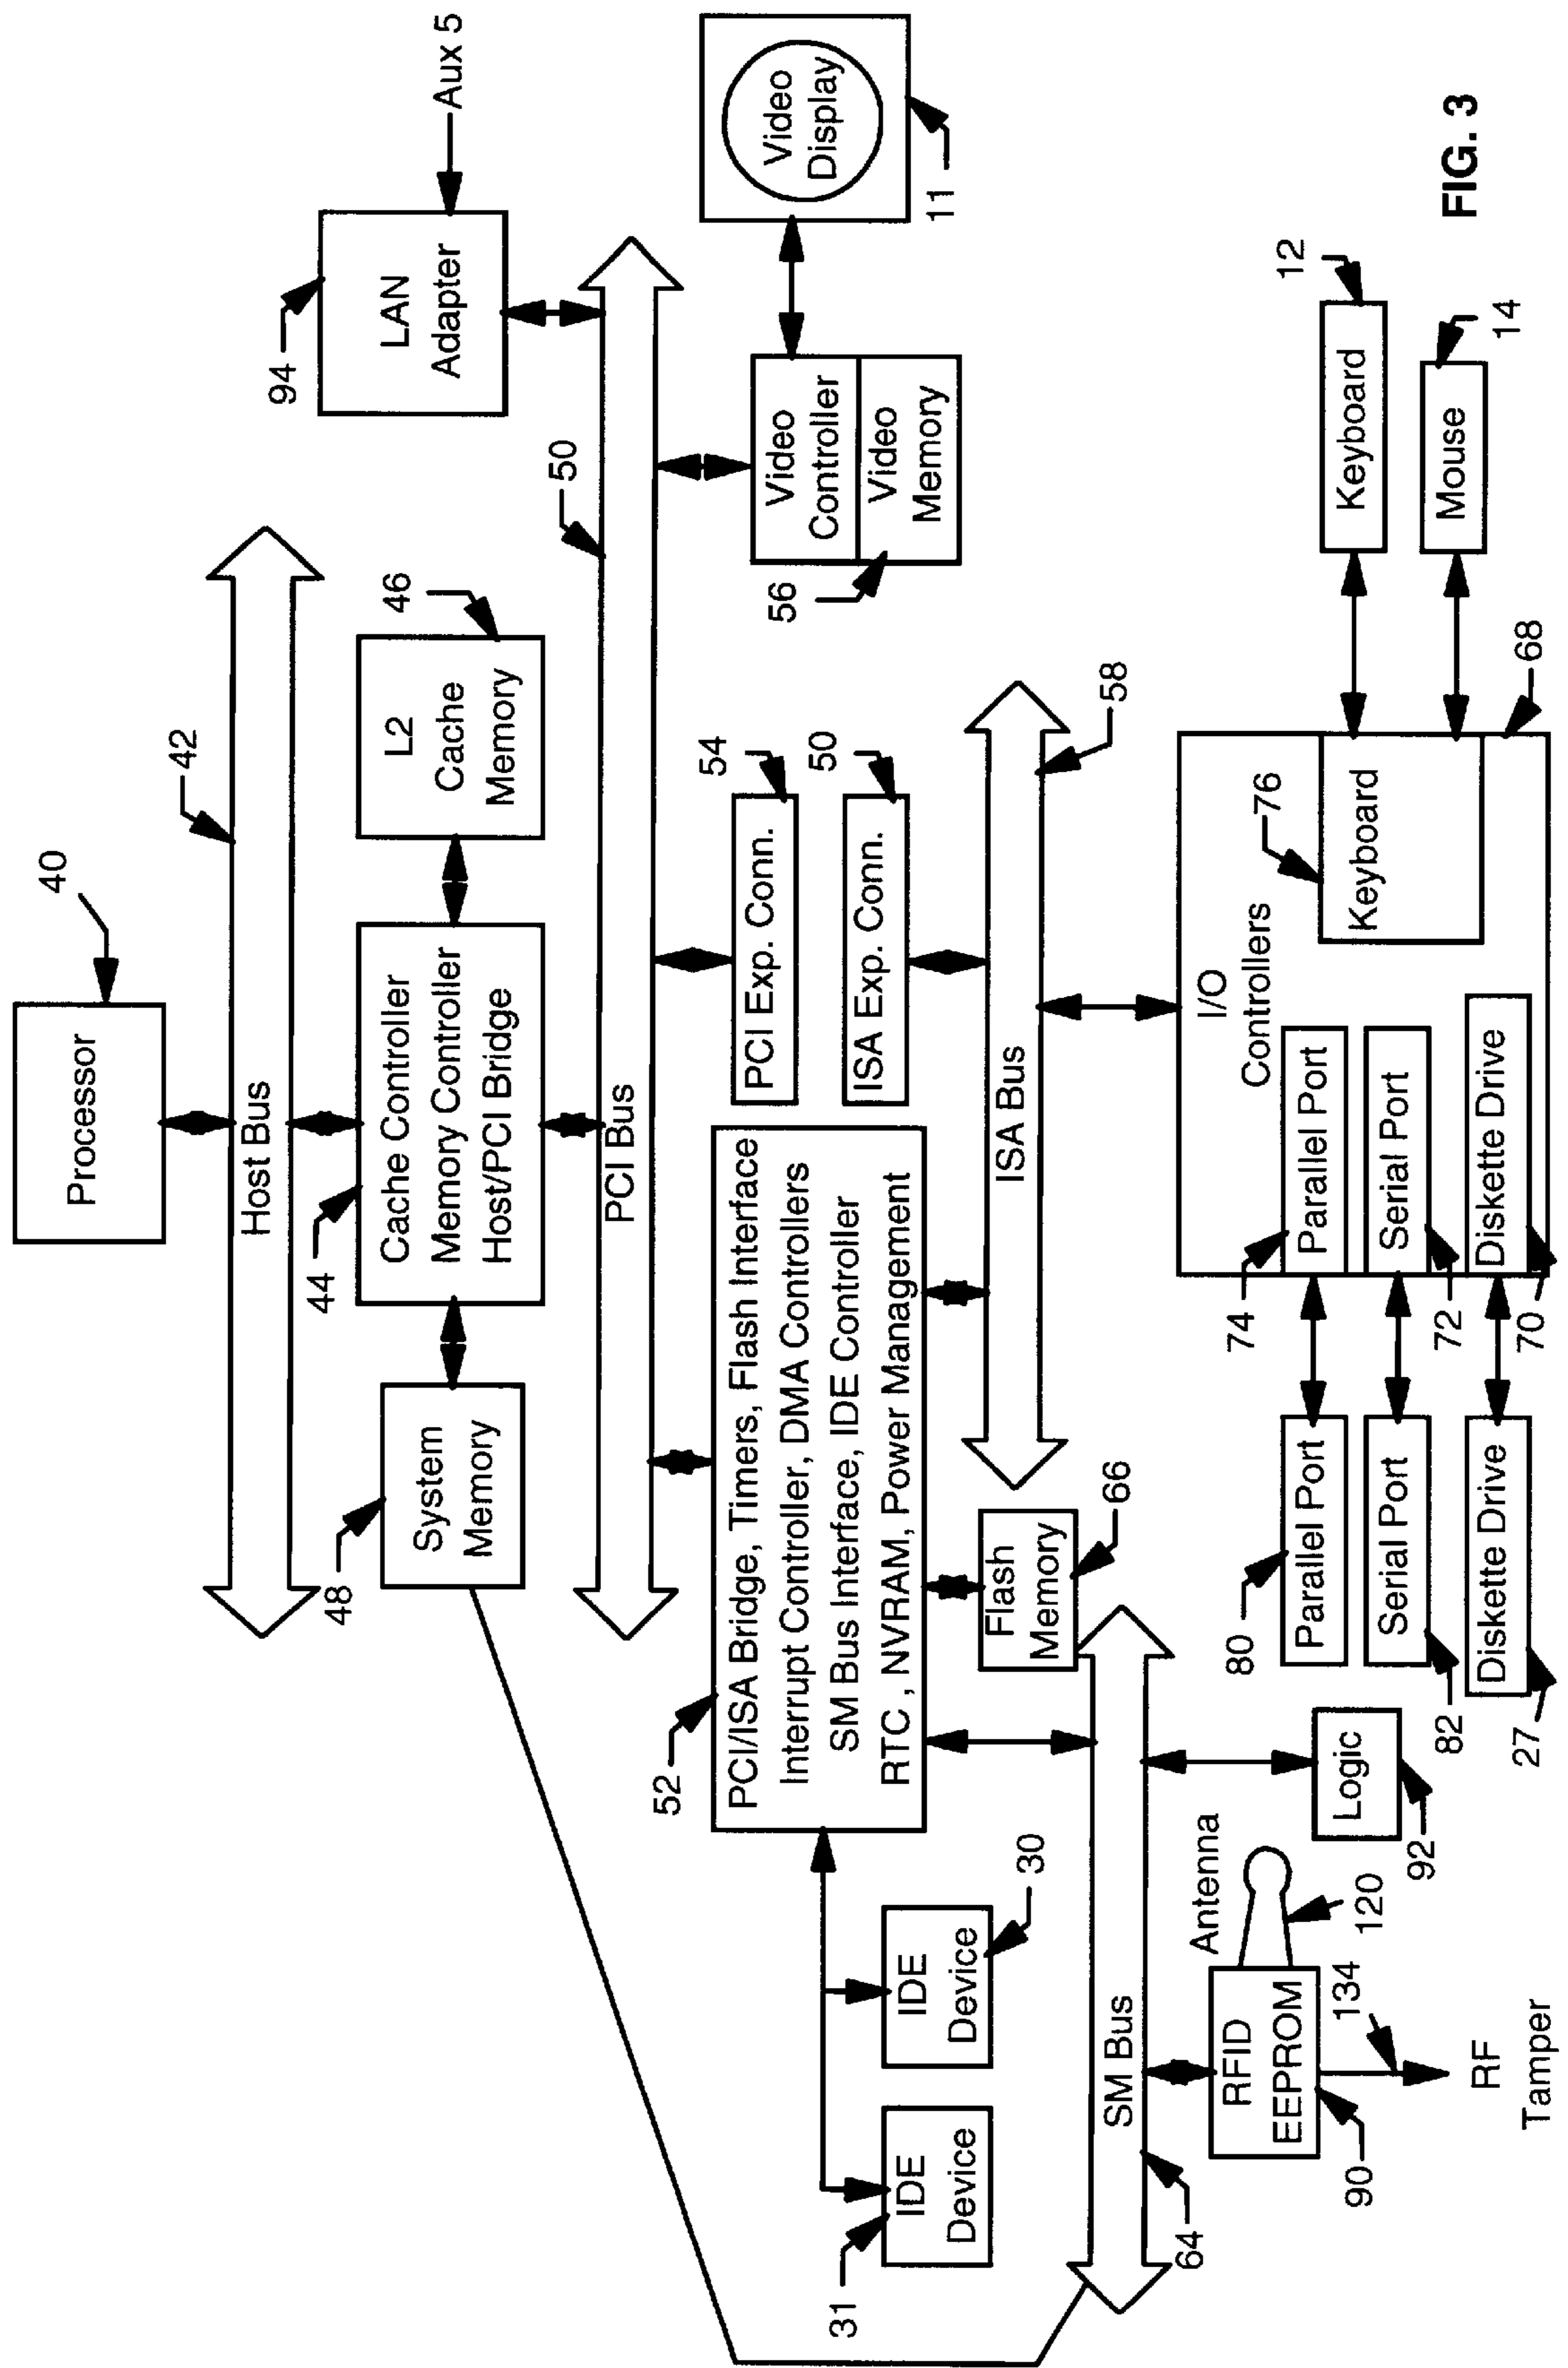 40
Processor
42
Host Bus
94
LAN
Adapter
Aux 5
44
Cache Controller
Memory Controller
Host/PCI Bridge
46
L2
Cache
Memory
48
System
Memory
50
PCI Bus
Video
Display
11
Video
Controller
Video
Memory
56
52
PCI/ISA Bridge, Timers, Flash Interface
Interrupt Controller, DMA Controllers
SM Bus Interface, IDE Controller
RTC , NVRAM, Power Management
54
PCI Exp. Conn.
50
ISA Exp. Conn.
31
IDE
Device
30
IDE
Device
ISA Bus
58
Flash
Memory
66
SM Bus
64
RFID
EEPROM
90
Antenna
120
134
RF
Tamper
Logic
92
I/O
Controllers
68
74
Parallel Port
72
Serial Port
70
Diskette Drive
76
Keyboard
80
Parallel Port
82
Serial Port
27
Diskette Drive
12
Keyboard
14
Mouse
FIG. 3